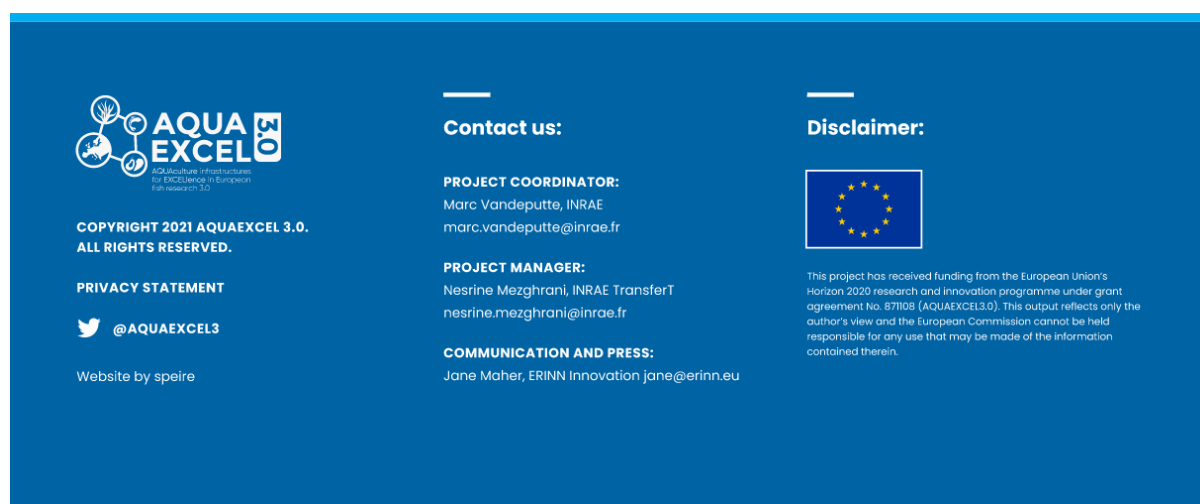 AQUA
EXCEL
3.0
AQUAculture infrastructures
for EXCELlence in European
fish research 3.0
COPYRIGHT 2021 AQUAEXCEL 3.0.
ALL RIGHTS RESERVED.
PRIVACY STATEMENT
@AQUAEXCEL3
Website by speire
Contact us:
PROJECT COORDINATOR:
Marc Vandeputte, INRAE
marc.vandeputte@inrae.fr
PROJECT MANAGER:
Nesrine Mezghrani, INRAE TransferT
nesrine.mezghrani@inrae.fr
COMMUNICATION AND PRESS:
Jane Maher, ERINN Innovation jane@erinn.eu
Disclaimer:
This project has received funding from the European Union's
Horizon 2020 research and innovation programme under grant
agreement No. 871108 (AQUAEXCEL3.0). This output reflects only the
author's view and the European Commission cannot be held
responsible for any use that may be made of the information
contained therein.